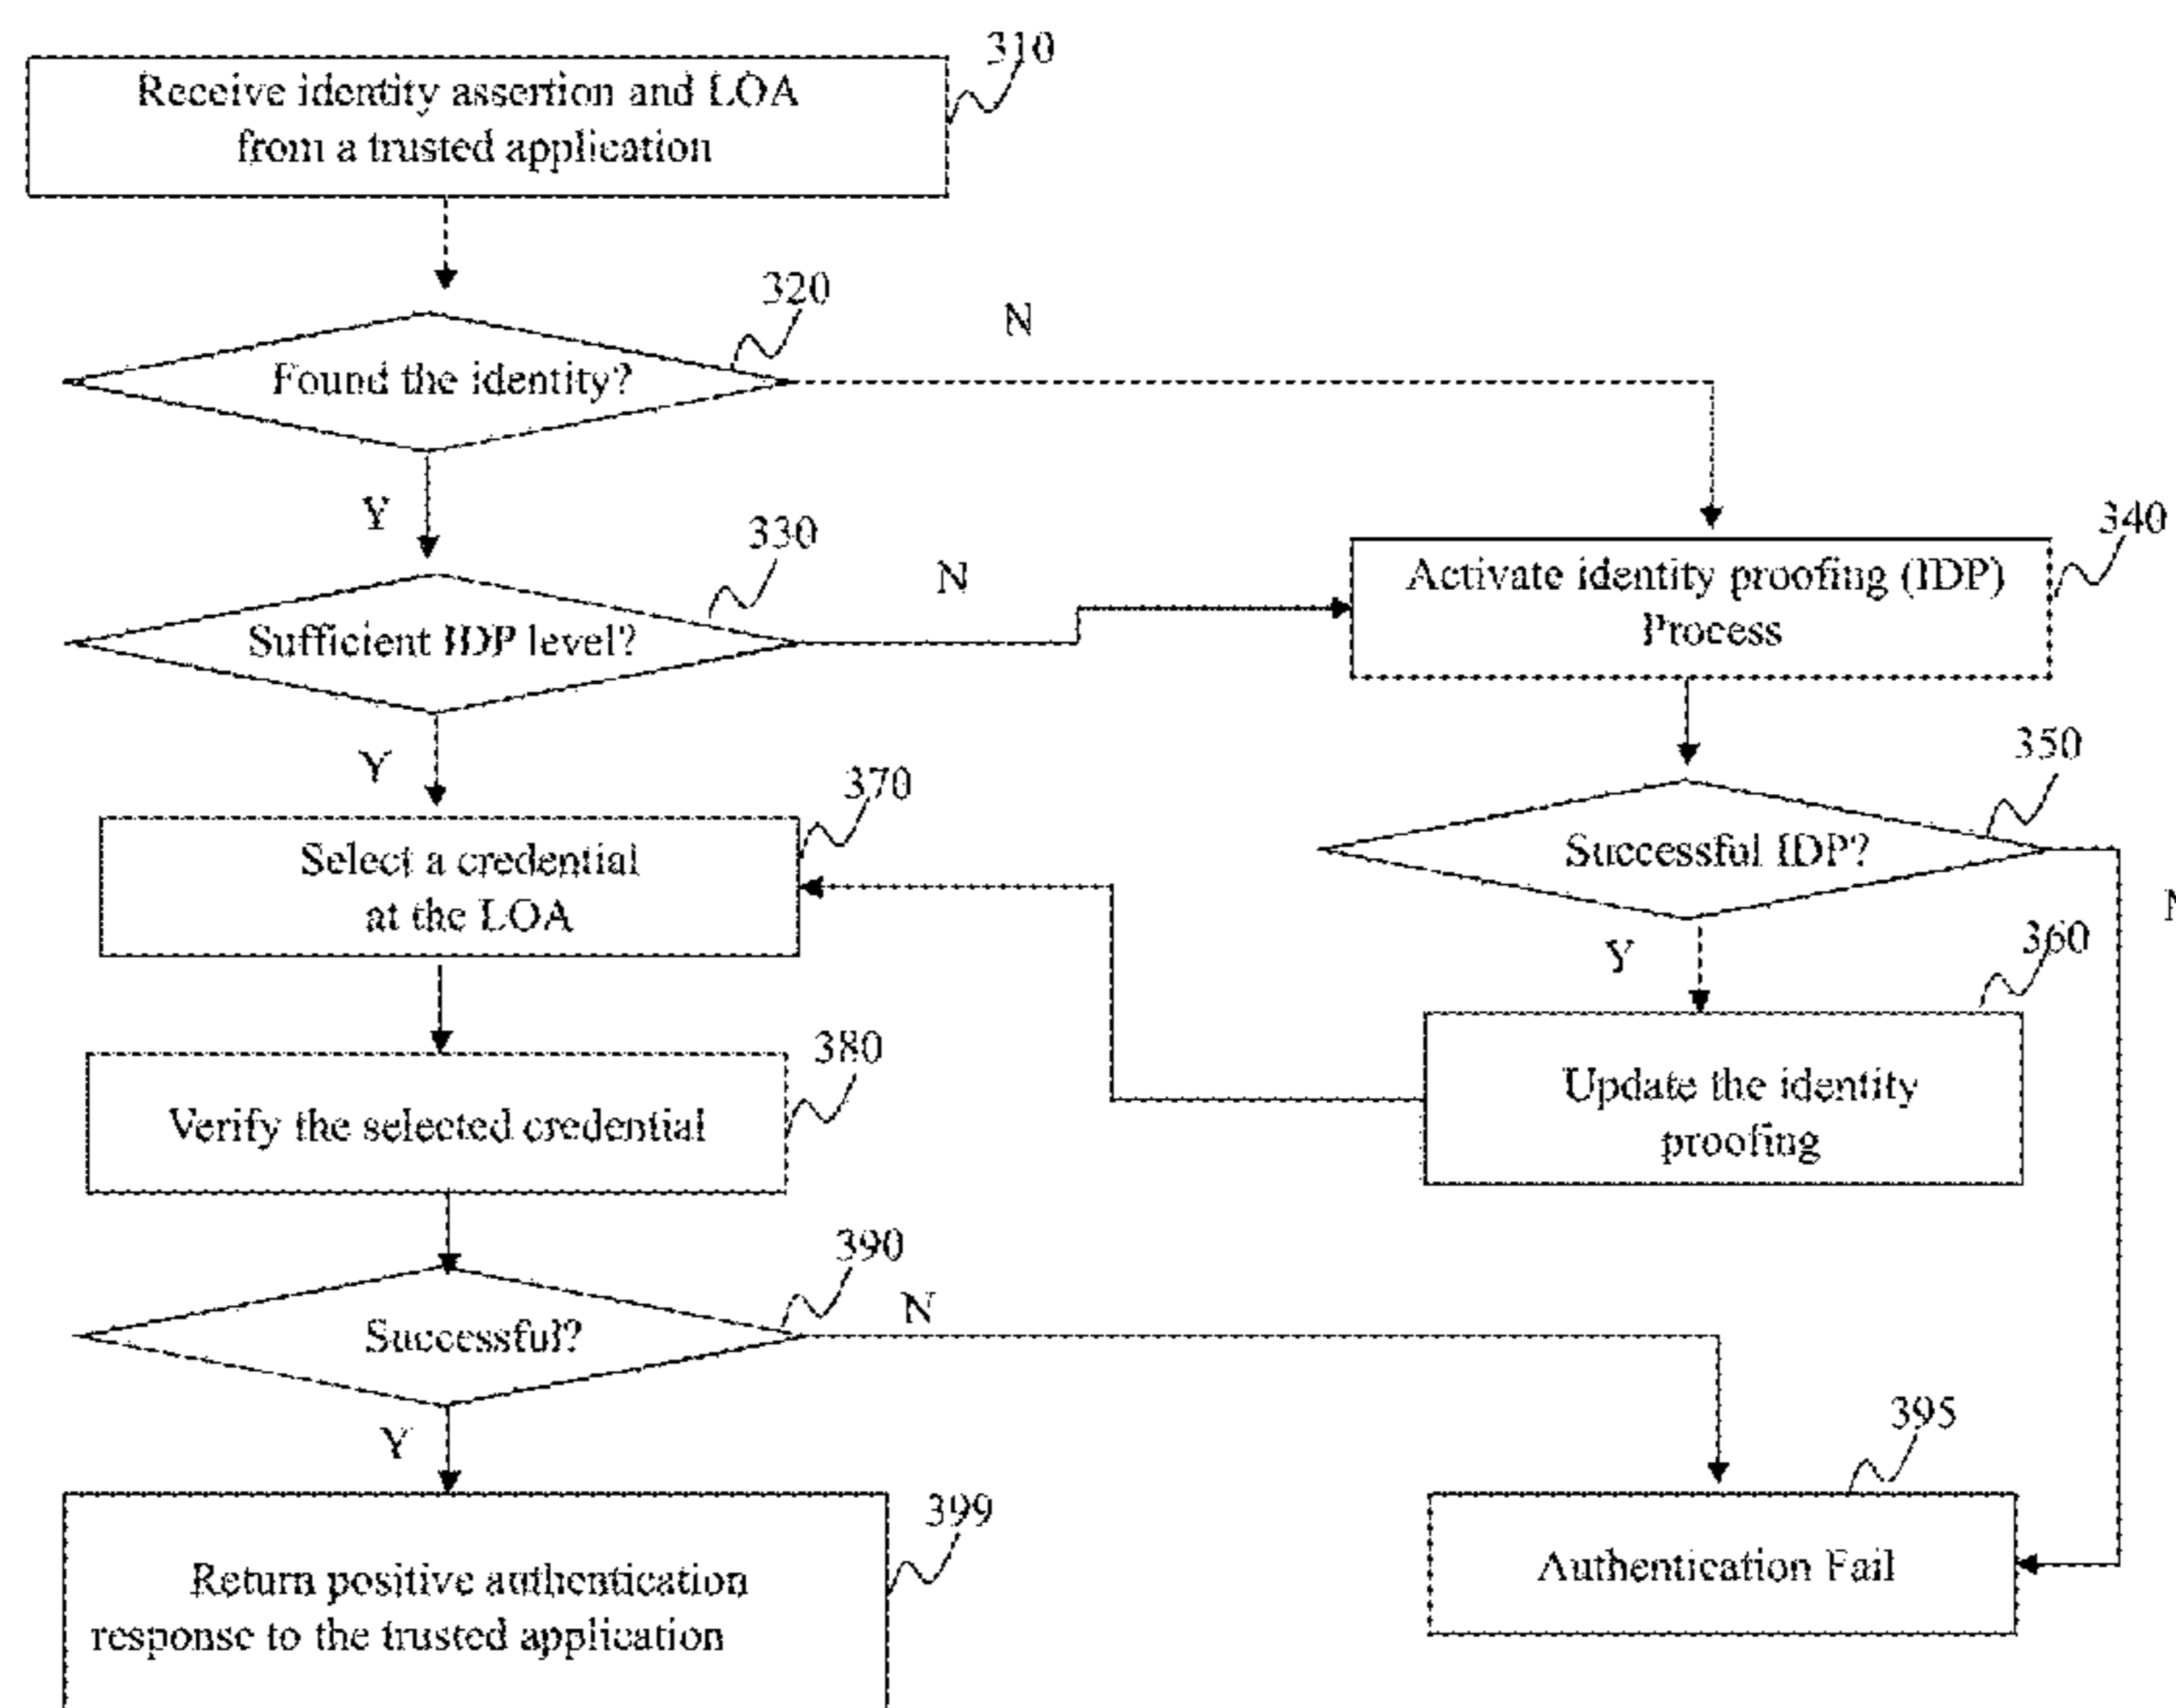 310
Receive identity assertion and LOA
from a trusted application
320
N
Found the identity?
Y
330
N
340
Activate identity proofing (IDP)
Process
Sufficient IDP level?
Y
350
370
Successful IDP?
Select a credential
at the LOA
N
Y
360
380
Update the identity
proofing
Verify the selected credential
390
N
Successful?
Y
395
399
Authentication Fail
Return positive authentication
response to the trusted application